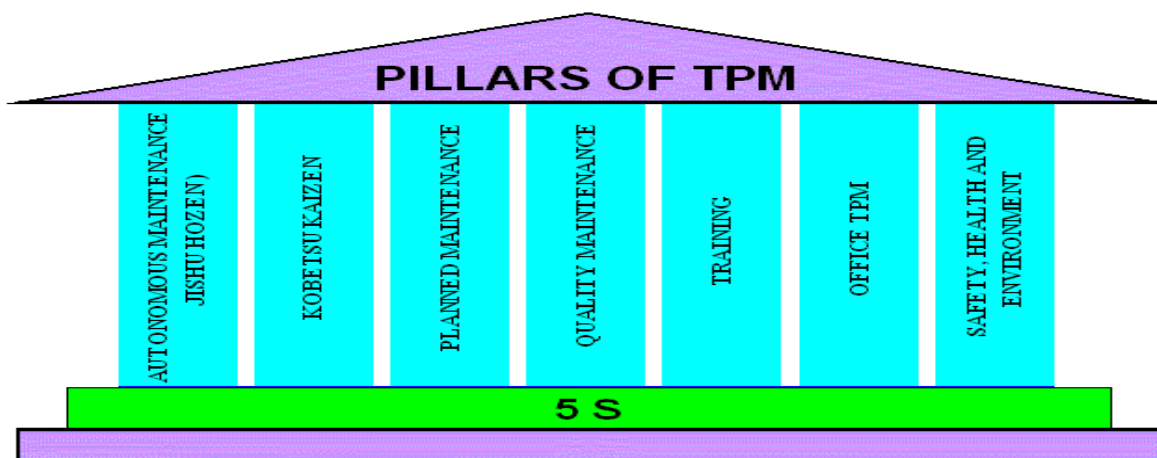 PILLARS OF TPM
AUTONOMOUS MAINTENANCE
JISHU HOZEN)
KOBETSU KAIZEN
PLANNED MAINTENANCE
QUALITY MAINTENANCE
TRAINING
OFFICE TPM
SAFETY, HEALTH AND
ENVIRONMENT
5 S